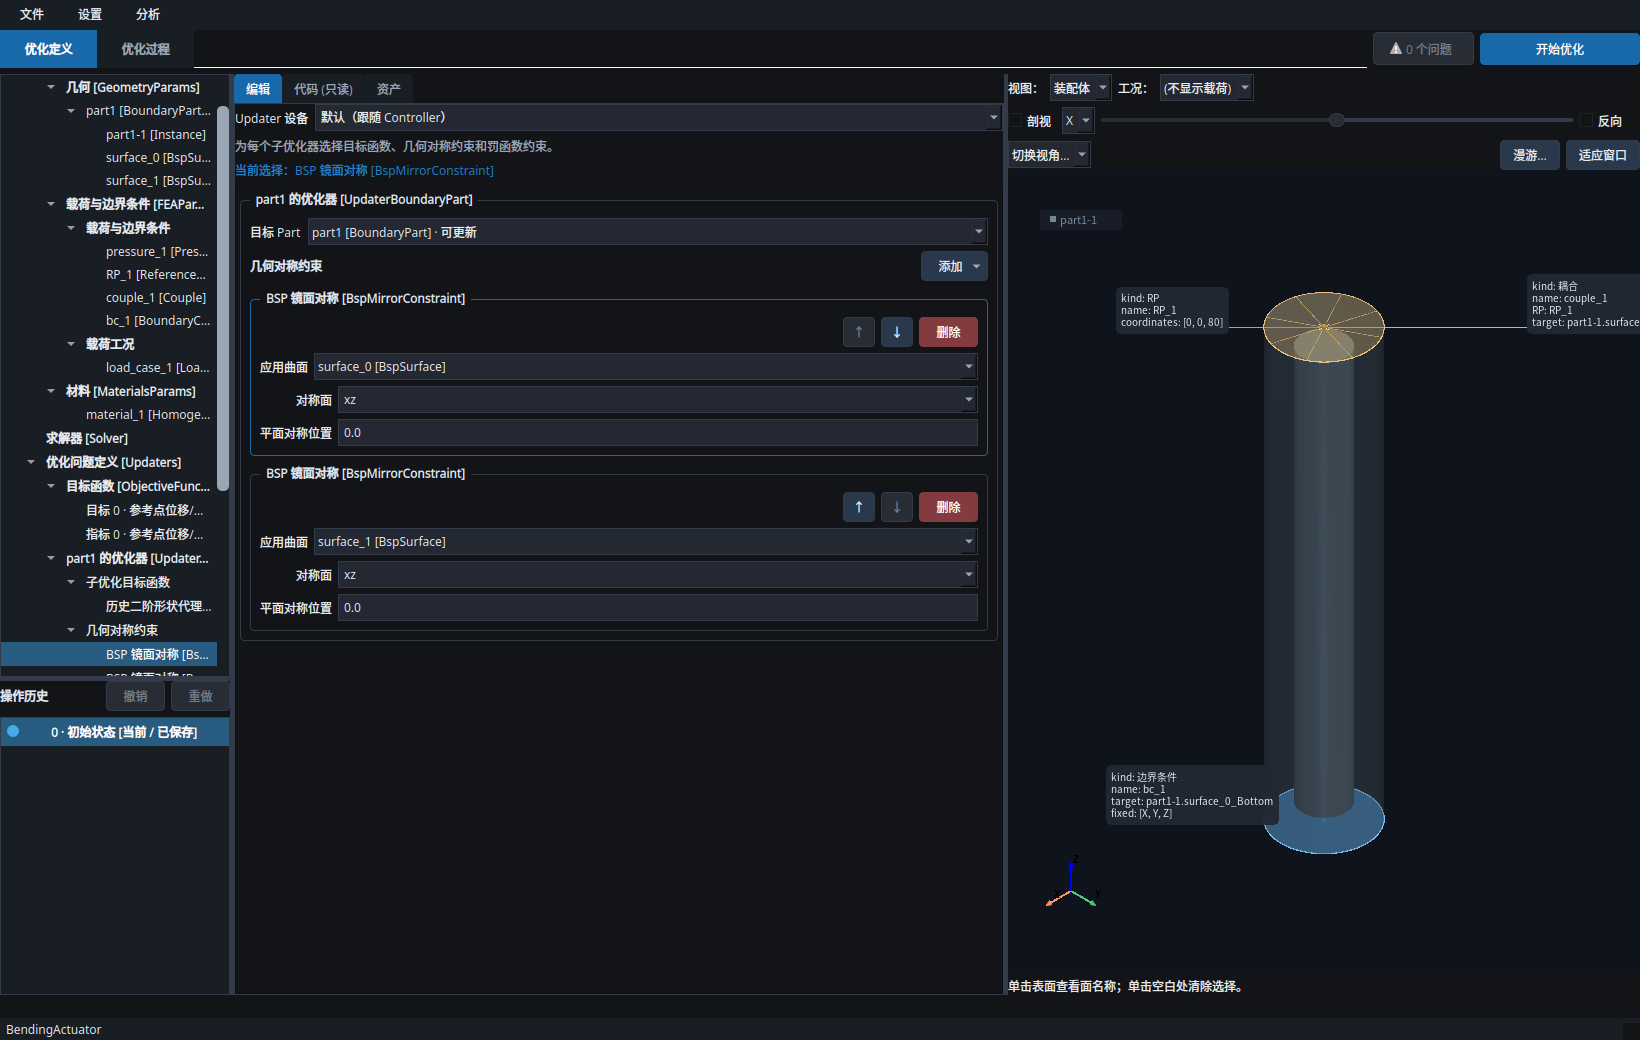 文件 设置 分析
优化定义 优化过程 0 个问题 开始优化
几何 [GeometryParams]
part1 [BoundaryPart...
part1-1 [Instance]
surface_0 [BspSu...
surface_1 [BspSu...
载荷与边界条件 [FEAPar...
载荷与边界条件
pressure_1 [Pres...
RP_1 [Reference...
couple_1 [Couple]
bc_1 [BoundaryC...
载荷工况
load_case_1 [Loa...
材料 [MaterialsParams]
material_1 [Homoge...
求解器 [Solver]
优化问题定义 [Updaters]
目标函数 [ObjectiveFunc...
目标 0 · 参考点位移/...
指标 0 · 参考点位移/...
part1 的优化器 [Updater...
子优化目标函数
历史二阶形状代理...
几何对称约束
BSP 镜面对称 [Bs...
操作历史 撤销 重做
0 · 初始状态 [当前 / 已保存]
编辑 代码 (只读) 资产
Updater 设备 默认（跟随 Controller）
为每个子优化器选择目标函数、几何对称约束和罚函数约束。
当前选择：BSP 镜面对称 [BspMirrorConstraint]
part1 的优化器 [UpdaterBoundaryPart]
目标 Part part1 [BoundaryPart] · 可更新
几何对称约束 添加
BSP 镜面对称 [BspMirrorConstraint]
↑ ↓ 删除
应用曲面 surface_0 [BspSurface]
对称面 xz
平面对称位置 0.0
BSP 镜面对称 [BspMirrorConstraint]
↑ ↓ 删除
应用曲面 surface_1 [BspSurface]
对称面 xz
平面对称位置 0.0
视图： 装配体 工况： (不显示载荷)
剖视 X 反向
切换视角... 漫游... 适应窗口
part1-1
kind: RP
name: RP_1
coordinates: [0, 0, 80]
kind: 耦合
name: couple_1
RP: RP_1
target: part1-1.surface
kind: 边界条件
name: bc_1
target: part1-1.surface_0_Bottom
fixed: [X, Y, Z]
Z
Y
单击表面查看面名称；单击空白处清除选择。
BendingActuator